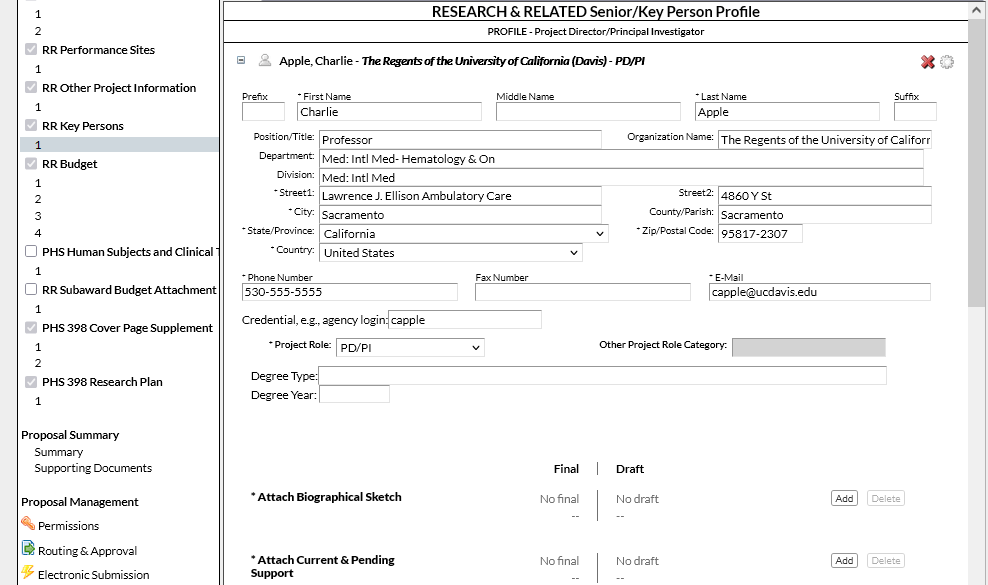 1
2
RR Performance Sites
1
RR Other Project Information
1
RR Key Persons
1
RR Budget
1
2
3
4
PHS Human Subjects and Clinical T
1
RR Subaward Budget Attachment
1
PHS 398 Cover Page Supplement
1
2
PHS 398 Research Plan
1
Proposal Summary
Summary
Supporting Documents
Proposal Management
Permissions
Routing & Approval
Electronic Submission
RESEARCH & RELATED Senior/Key Person Profile
PROFILE - Project Director/Principal Investigator
Apple, Charlie - The Regents of the University of California (Davis) - PD/PI
Prefix * First Name Middle Name * Last Name Suffix
Charlie Apple
Position/Title: Professor Organization Name: The Regents of the University of Californ
Department: Med: Intl Med- Hematology & On
Division: Med: Intl Med
* Street1: Lawrence J. Ellison Ambulatory Care Street2: 4860 Y St
* City: Sacramento County/Parish: Sacramento
* State/Province: California * Zip/Postal Code: 95817-2307
* Country: United States
* Phone Number Fax Number * E-Mail
530-555-5555 capple@ucdavis.edu
Credential, e.g., agency login: capple
* Project Role: PD/PI Other Project Role Category:
Degree Type:
Degree Year:
Final | Draft
* Attach Biographical Sketch No final No draft Add Delete
-- --
* Attach Current & Pending No final No draft Add Delete
Support -- --